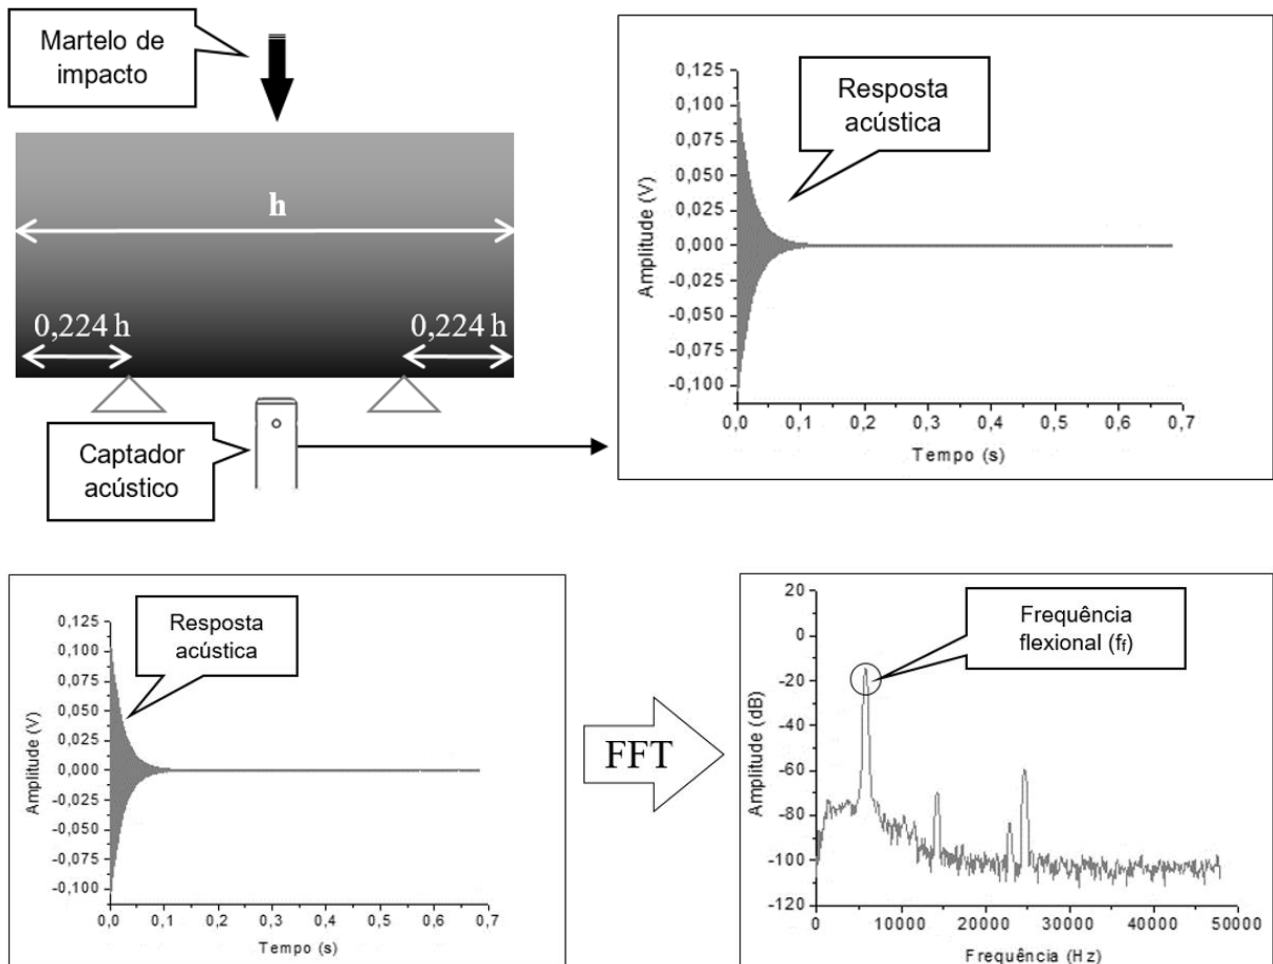 Martelo de
impacto
h
0,224 h
0,224 h
Captador
acústico
Resposta
acústica
Amplitude (V)
0,125
0,100
0,075
0,050
0,025
0,000
-0,025
-0,050
-0,075
-0,100
0,0 0,1 0,2 0,3 0,4 0,5 0,6 0,7
Tempo (s)
Resposta
acústica
Amplitude (V)
0,125
0,100
0,075
0,050
0,025
0,000
-0,025
-0,050
-0,075
-0,100
0,0 0,1 0,2 0,3 0,4 0,5 0,6 0,7
Tempo (s)
FFT
Frequência
flexional (ff)
Amplitude (dB)
20
0
-20
-40
-60
-80
-100
-120
0 10000 20000 30000 40000 50000
Frequência (Hz)